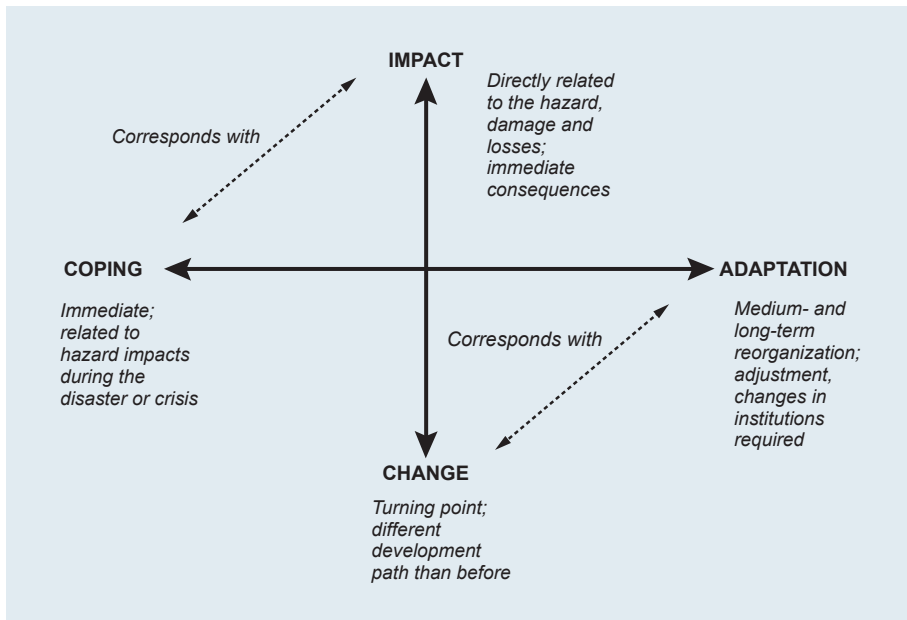 IMPACT
Directly related
to the hazard,
damage and
losses;
immediate
consequences
Corresponds with
COPING
Immediate;
related to
hazard impacts
during the
disaster or crisis
ADAPTATION
Medium- and
long-term
reorganization;
adjustment,
changes in
institutions
required
Corresponds with
CHANGE
Turning point;
different
development
path than before